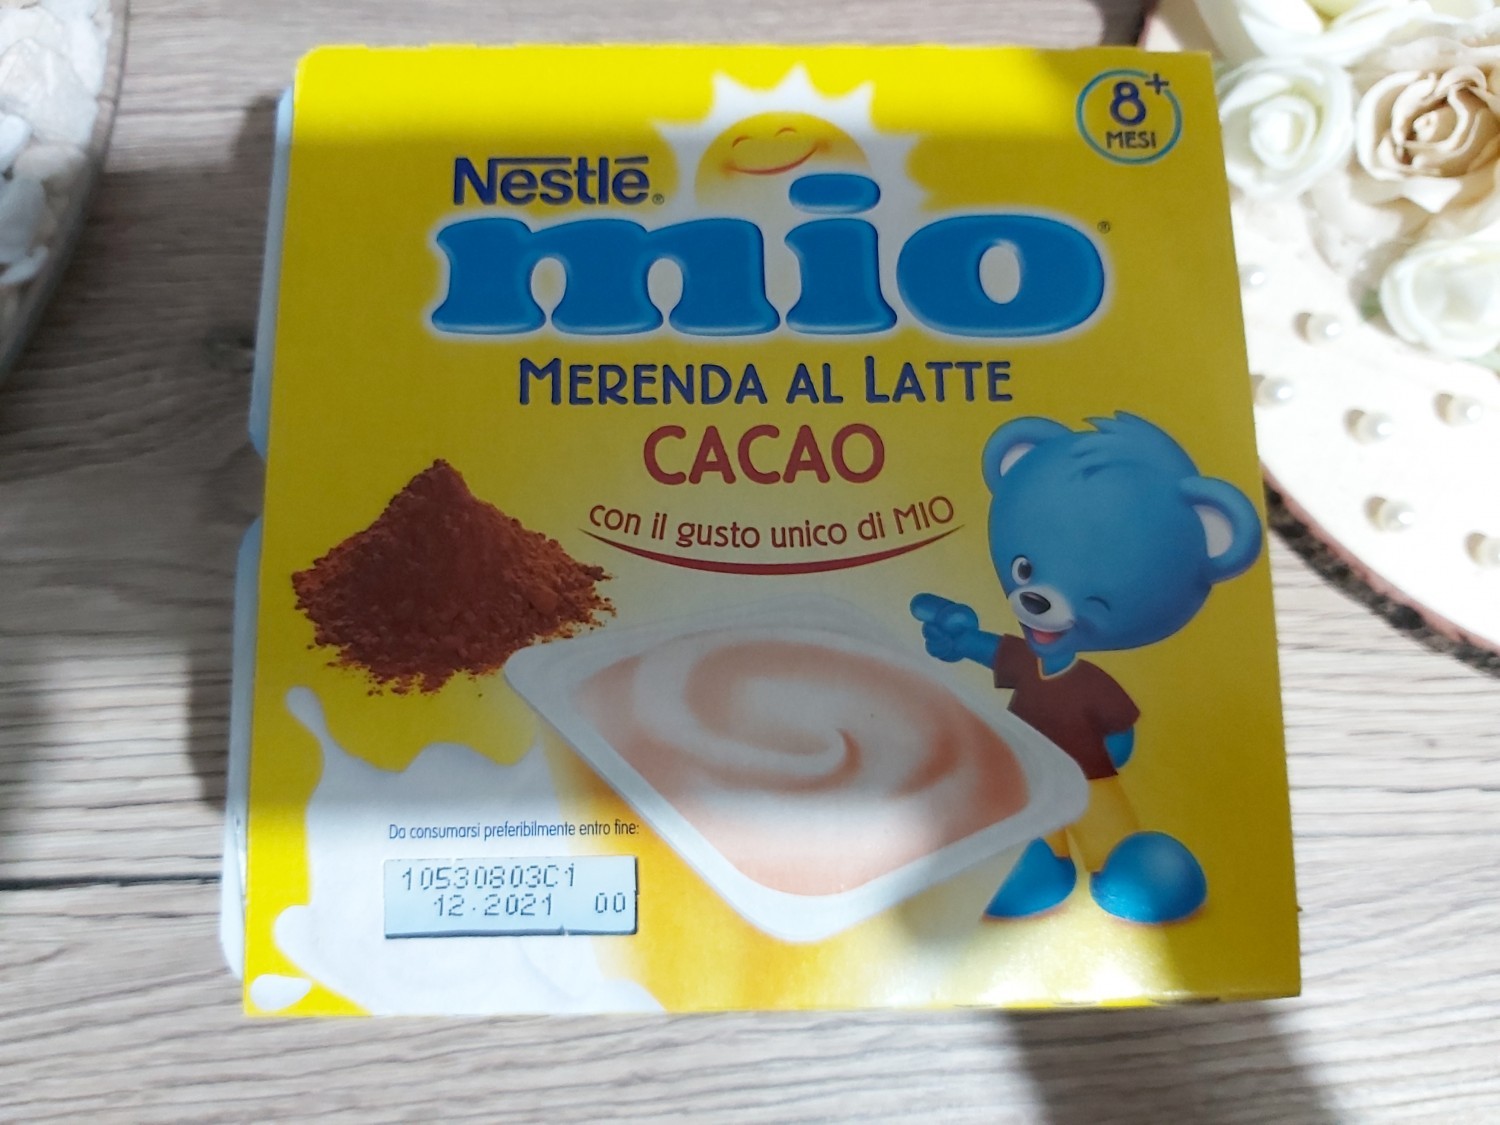 8+
MESI
Nestlé®
mio®
MERENDA AL LATTE
CACAO
con il gusto unico di MIO
Da consumarsi preferibilmente entro fine:
10530803C1
12.2021 00